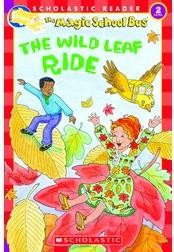 SCHOLASTIC READER
2
The Magic School Bus
THE WILD LEAF
RIDE
SCHOLASTIC